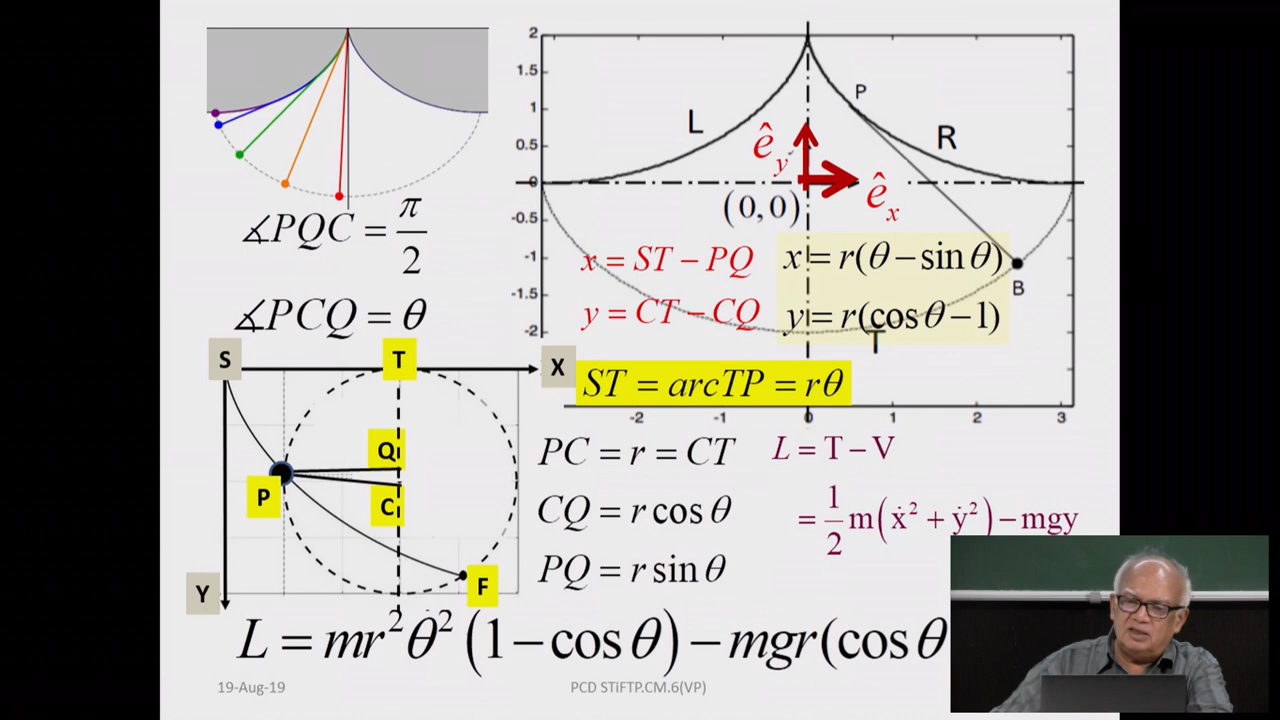 2
1.5
1
0.5
0
-0.5
-1
-1.5
-2
L
P
R
ê_y
ê_x
(0,0)
B
T
-2 -1 0 1 2 3
∡PQC = π/2
∡PCQ = θ
x = ST − PQ
y = CT − CQ
x = r(θ − sin θ)
y = r(cos θ − 1)
ST = arcTP = rθ
S
T
X
Q
P
C
F
Y
PC = r = CT
CQ = r cos θ
PQ = r sin θ
L = T − V
= 1/2 m(ẋ² + ẏ²) − mgy
L = mr²θ̇²(1 − cos θ) − mgr(cos θ
19-Aug-19
PCD STiFTP.CM.6(VP)